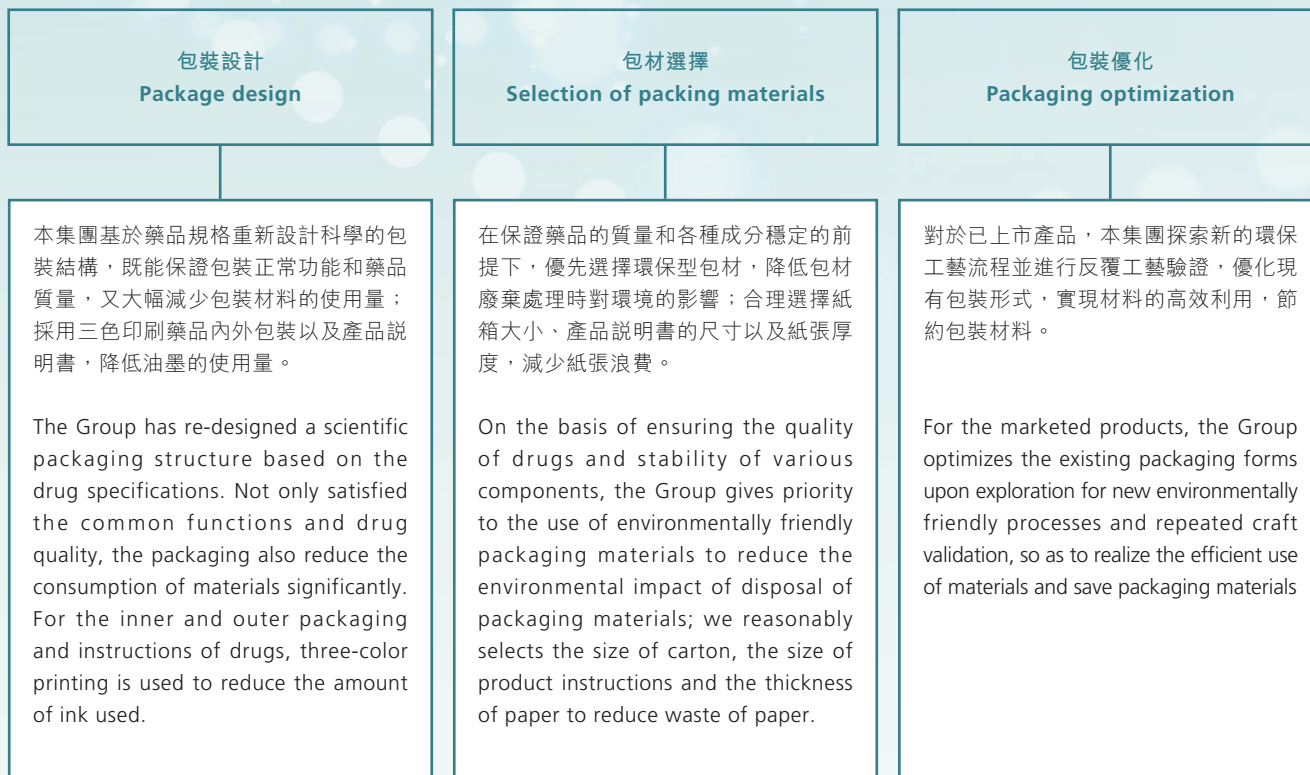 包裝設計
Package design
本集團基於藥品規格重新設計科學的包
裝結構，既能保證包裝正常功能和藥品
質量，又大幅減少包裝材料的使用量；
採用三色印刷藥品內外包裝以及產品説
明書，降低油墨的使用量。
The Group has re-designed a scientific
packaging structure based on the
drug specifications. Not only satisfied
the common functions and drug
quality, the packaging also reduce the
consumption of materials significantly.
For the inner and outer packaging
and instructions of drugs, three-color
printing is used to reduce the amount
of ink used.
包材選擇
Selection of packing materials
在保證藥品的質量和各種成分穩定的前
提下，優先選擇環保型包材，降低包材
廢棄處理時對環境的影響；合理選擇紙
箱大小、產品説明書的尺寸以及紙張厚
度，減少紙張浪費。
On the basis of ensuring the quality
of drugs and stability of various
components, the Group gives priority
to the use of environmentally friendly
packaging materials to reduce the
environmental impact of disposal of
packaging materials; we reasonably
selects the size of carton, the size of
product instructions and the thickness
of paper to reduce waste of paper.
包裝優化
Packaging optimization
對於已上市產品，本集團探索新的環保
工藝流程並進行反覆工藝驗證，優化現
有包裝形式，實現材料的高效利用，節
約包裝材料。
For the marketed products, the Group
optimizes the existing packaging forms
upon exploration for new environmentally
friendly processes and repeated craft
validation, so as to realize the efficient use
of materials and save packaging materials